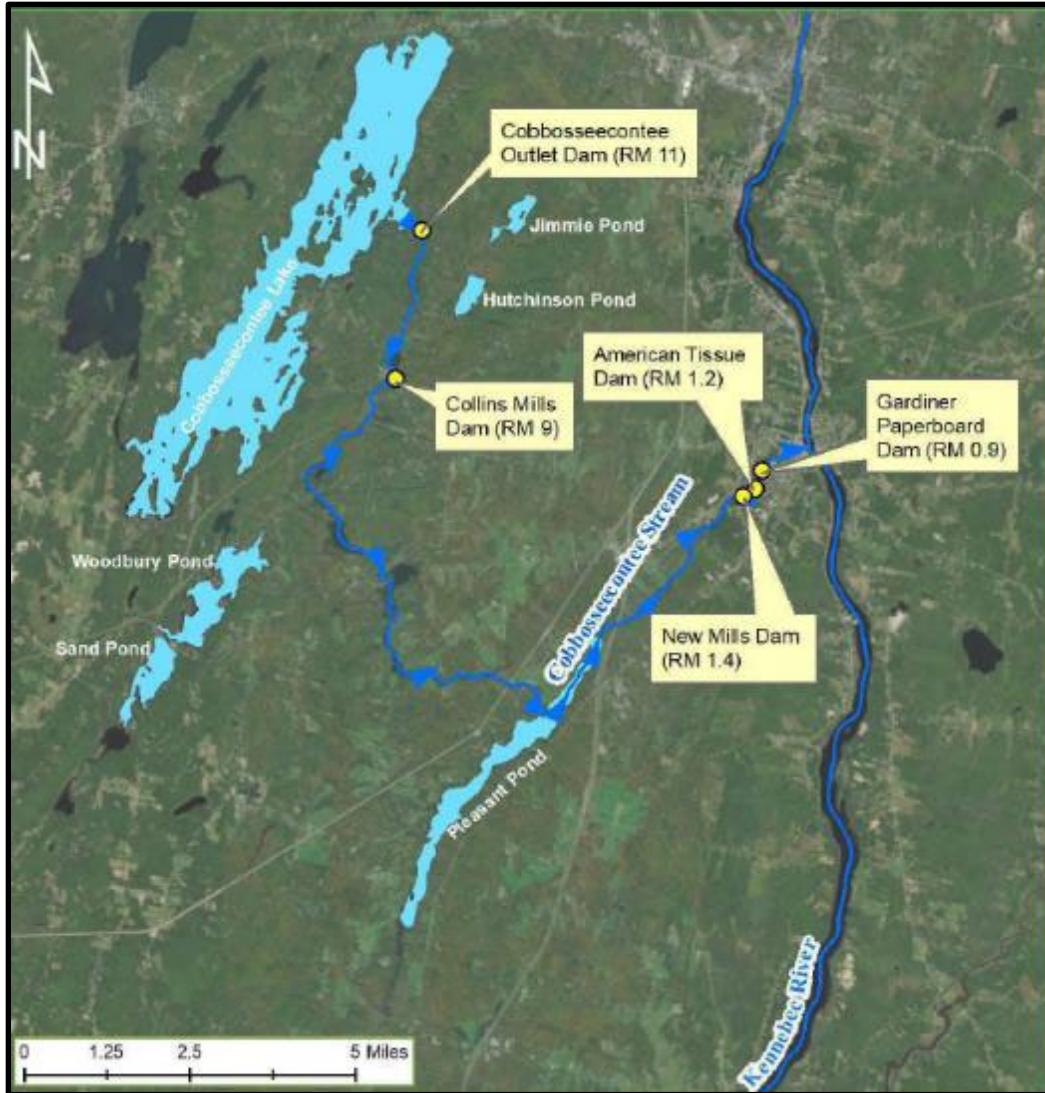 N
Cobbosseecontee
Outlet Dam (RM 11)
Jimmie Pond
Hutchinson Pond
Cobbosseecontee Lake
American Tissue
Dam (RM 1.2)
Gardiner
Paperboard
Dam (RM 0.9)
Collins Mills
Dam (RM 9)
Woodbury Pond
Sand Pond
Cobbosseecontee Stream
New Mills Dam
(RM 1.4)
Pleasant Pond
Kennebec River
0 1.25 2.5 5 Miles